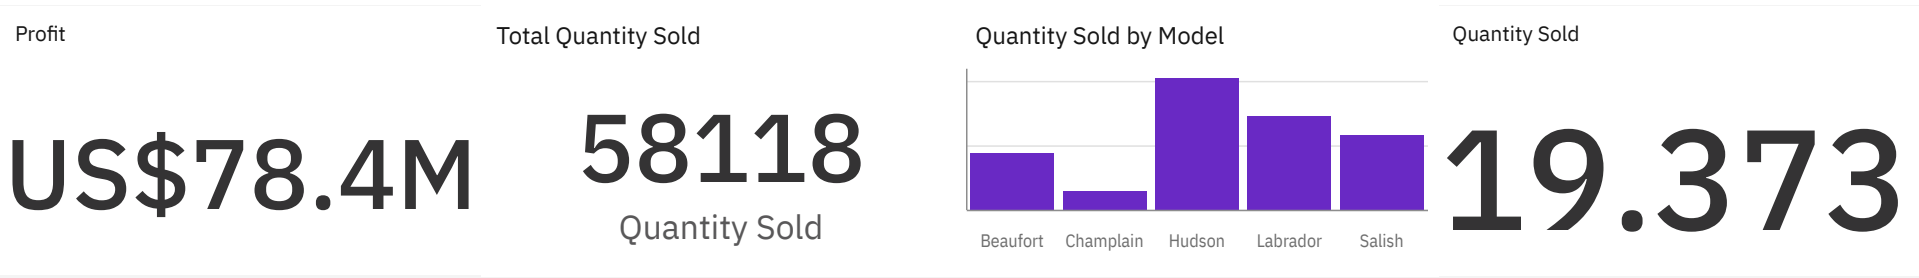 Profit
US$78.4M
Total Quantity Sold
58118
Quantity Sold
Quantity Sold by Model
Beaufort Champlain Hudson Labrador Salish
Quantity Sold
19.373